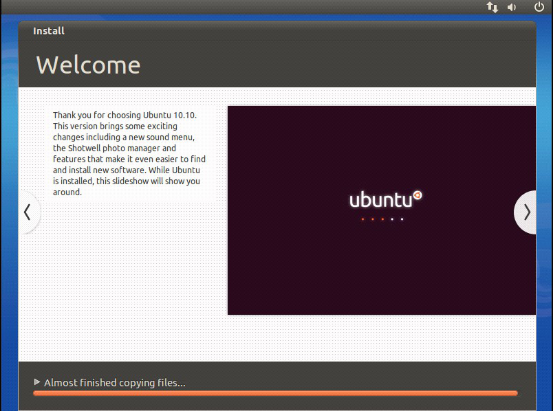 Install
Welcome
Thank you for choosing Ubuntu 10.10.
This version brings some exciting
changes including a new sound menu,
the Shotwell photo manager and
features that make it even easier to find
and install new software. While Ubuntu
is installed, this slideshow will show you
around.
ubuntu
Almost finished copying files...